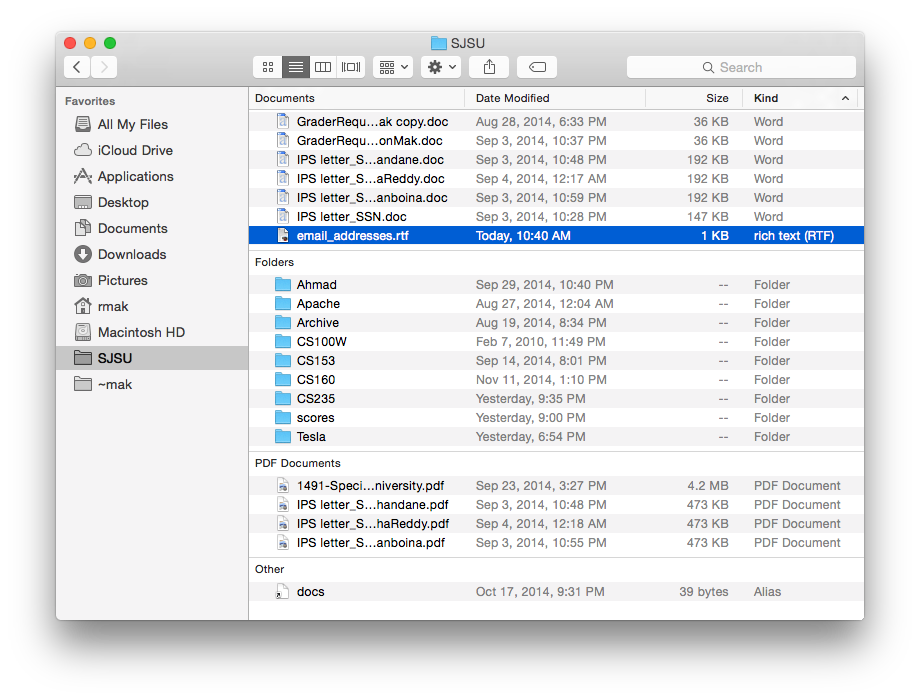 SJSU
Search
Favorites
All My Files
iCloud Drive
Applications
Desktop
Documents
Downloads
Pictures
rmak
Macintosh HD
SJSU
~mak
Documents Date Modified Size Kind
GraderRequ...ak copy.doc Aug 28, 2014, 6:33 PM 36 KB Word
GraderRequ...onMak.doc Sep 3, 2014, 10:37 PM 36 KB Word
IPS letter_S...andane.doc Sep 3, 2014, 10:48 PM 192 KB Word
IPS letter_S...aReddy.doc Sep 4, 2014, 12:17 AM 192 KB Word
IPS letter_S...anboina.doc Sep 3, 2014, 10:59 PM 192 KB Word
IPS letter_SSN.doc Sep 3, 2014, 10:28 PM 147 KB Word
email_addresses.rtf Today, 10:40 AM 1 KB rich text (RTF)
Folders
Ahmad Sep 29, 2014, 10:40 PM -- Folder
Apache Aug 27, 2014, 12:04 AM -- Folder
Archive Aug 19, 2014, 8:34 PM -- Folder
CS100W Feb 7, 2010, 11:49 PM -- Folder
CS153 Sep 14, 2014, 8:01 PM -- Folder
CS160 Nov 11, 2014, 1:10 PM -- Folder
CS235 Yesterday, 9:35 PM -- Folder
scores Yesterday, 9:00 PM -- Folder
Tesla Yesterday, 6:54 PM -- Folder
PDF Documents
1491-Speci...niversity.pdf Sep 23, 2014, 3:27 PM 4.2 MB PDF Document
IPS letter_S...handane.pdf Sep 3, 2014, 10:48 PM 473 KB PDF Document
IPS letter_S...haReddy.pdf Sep 4, 2014, 12:18 AM 473 KB PDF Document
IPS letter_S...anboina.pdf Sep 3, 2014, 10:55 PM 473 KB PDF Document
Other
docs Oct 17, 2014, 9:31 PM 39 bytes Alias